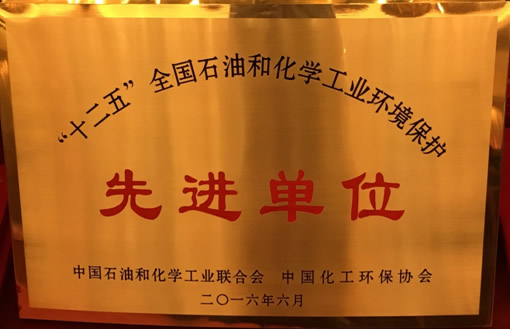 “十二五”全国石油和化学工业环境保护
先进单位
中国石油和化学工业联合会 中国化工环保协会
二〇一六年六月